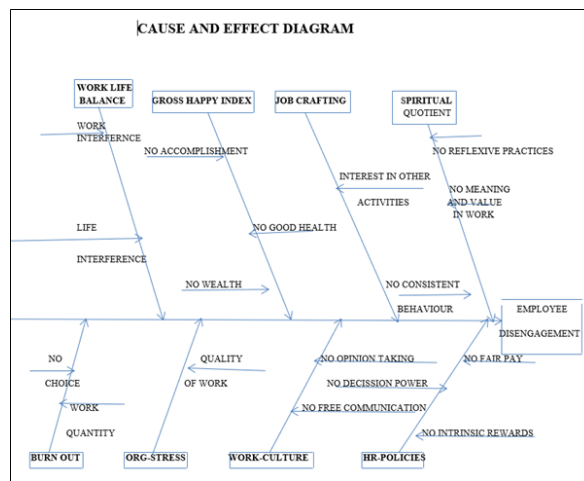 CAUSE AND EFFECT DIAGRAM
WORK LIFE
BALANCE
GROSS HAPPY INDEX
JOB CRAFTING
SPIRITUAL
QUOTIENT
WORK
INTERFERNCE
NO ACCOMPLISHMENT
NO REFLEXIVE PRACTICES
INTEREST IN OTHER
ACTIVITIES
NO MEANING
AND VALUE
IN WORK
LIFE
INTERFERENCE
NO GOOD HEALTH
NO WEALTH
NO CONSISTENT
BEHAVIOUR
EMPLOYEE
DISENGAGEMENT
NO
CHOICE
QUALITY
OF WORK
NO OPINION TAKING
NO FAIR PAY
NO DECISSION POWER
WORK
QUANTITY
NO FREE COMMUNICATION
NO INTRINSIC REWARDS
BURN OUT
ORG-STRESS
WORK-CULTURE
HR-POLICIES